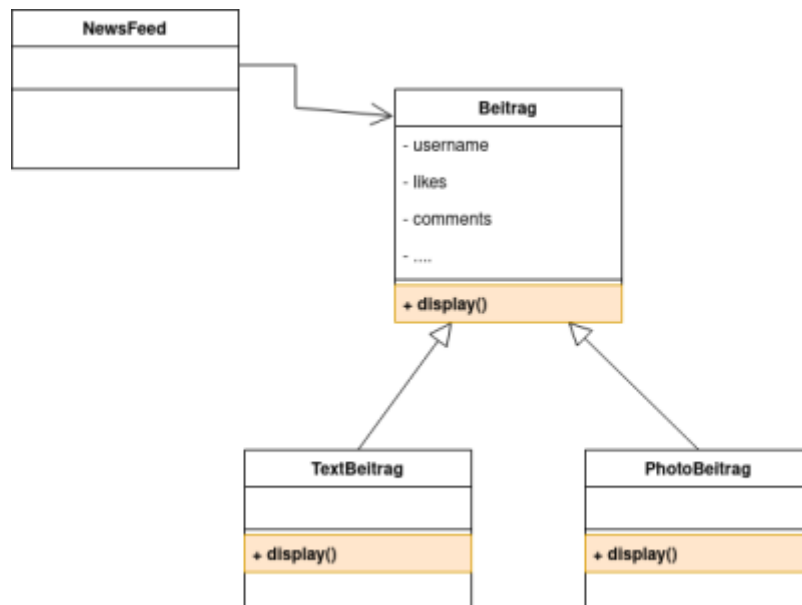 NewsFeed
Beitrag
- username
- likes
- comments
- ....
+ display()
TextBeitrag
+ display()
PhotoBeitrag
+ display()